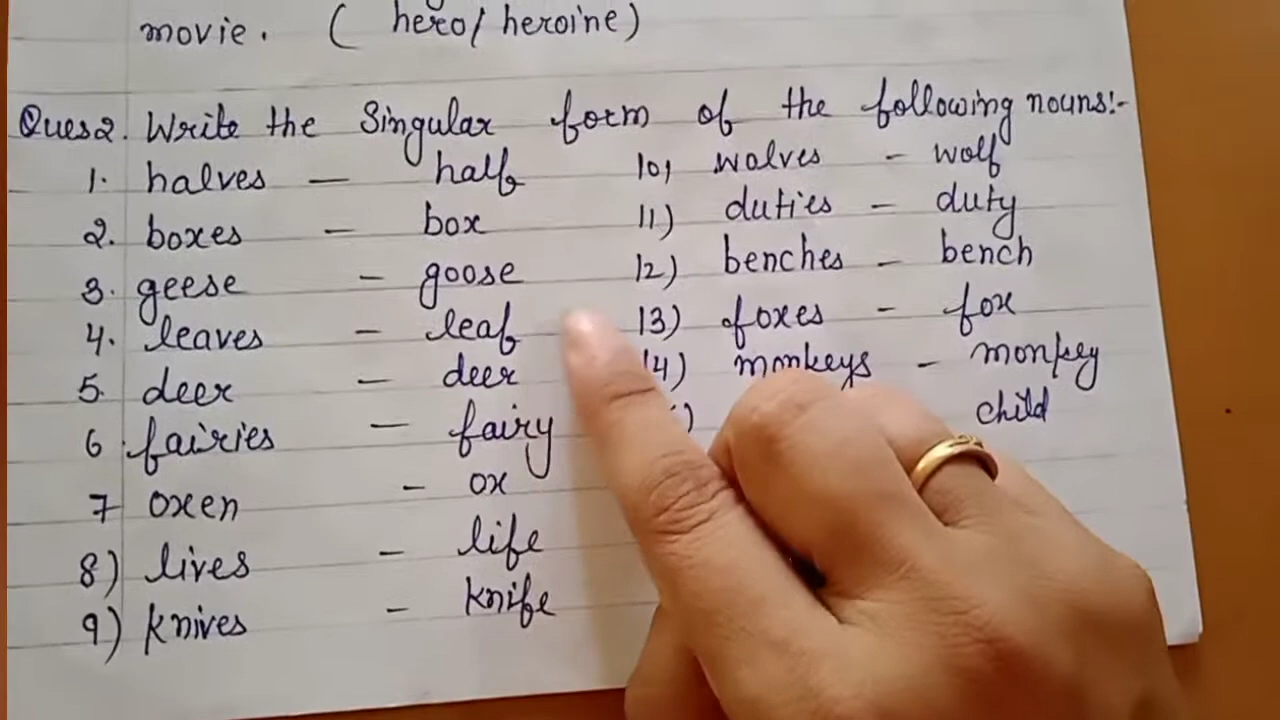 movie. ( hero/heroine)
Ques 2. Write the Singular form of the following nouns:-
1. halves - half
2. boxes - box
3. geese - goose
4. leaves - leaf
5. deer - deer
6. fairies - fairy
7 oxen - ox
8) lives - life
9) knives - knife
10) wolves - wolf
11) duties - duty
12) benches - bench
13) foxes - fox
14) monkeys - monkey
) child